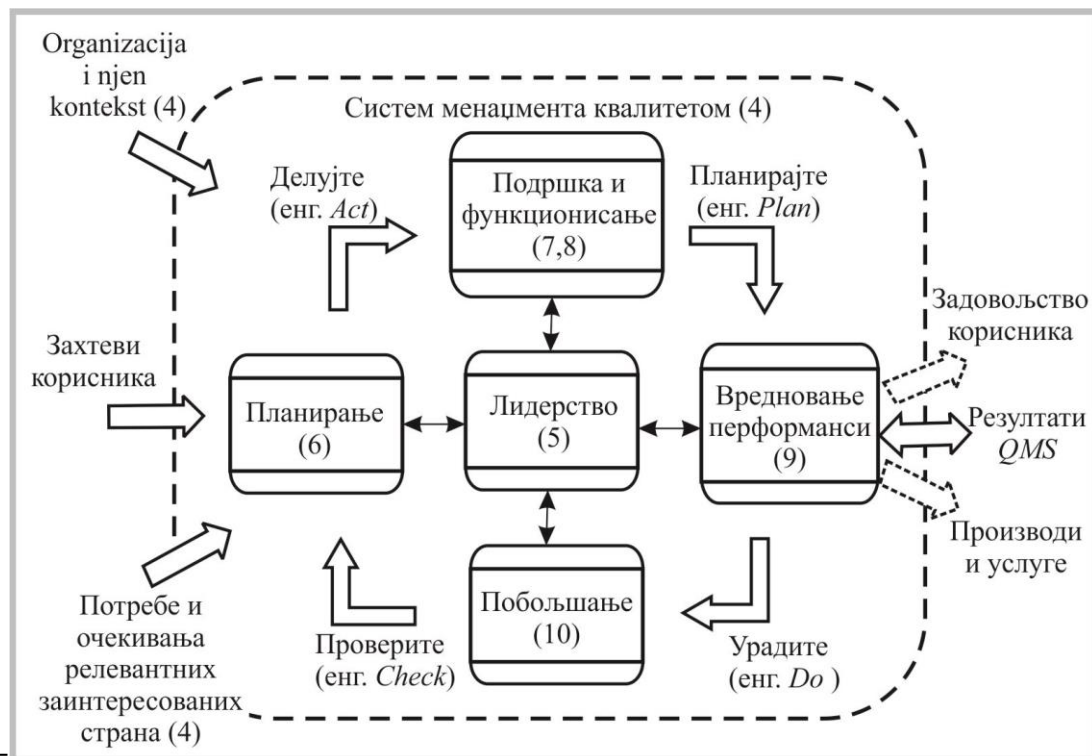 Organizacija
i njen
kontekst (4)
Систем менаџмента квалитетом (4)
Делујте
(енг. Act)
Подршка и
функционисање
(7,8)
Планирајте
(енг. Plan)
Задовољство
корисника
Захтеви
корисника
Планирање
(6)
Лидерство
(5)
Вредновање
перформанси
(9)
Резултати
QMS
Производи
и услуге
Потребе и
очекивања
релевантних
заинтересованих
страна (4)
Проверите
(енг. Check)
Побољшање
(10)
Урадите
(енг. Do )